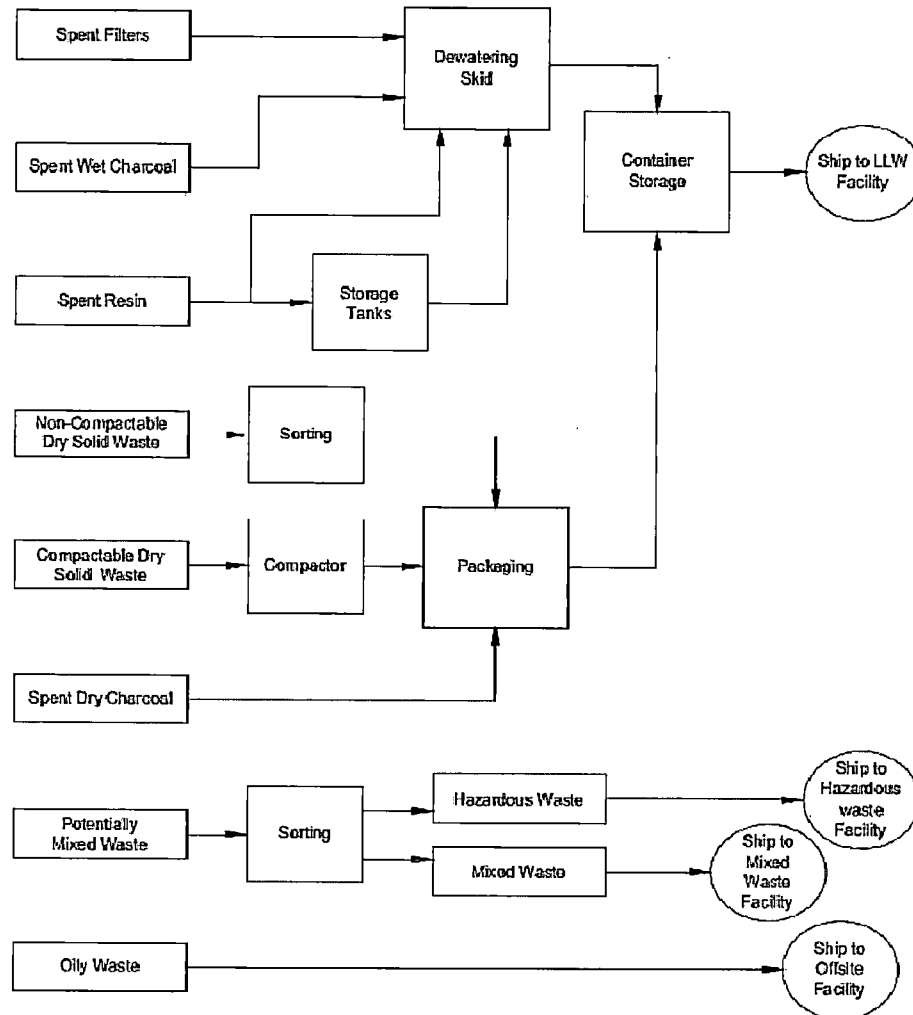 Spent Filters
Dewatering
Skid
Spent Wet Charcoal
Container
Storage
Ship to LLW
Facility
Spent Resin
Storage
Tanks
Non-Compactable
Dry Solid Waste
Sorting
Compactable Dry
Solid Waste
Compactor
Packaging
Spent Dry Charcoal
Potentially
Mixed Waste
Sorting
Hazardous Waste
Ship to
Hazardous
waste
Facility
Mixed Waste
Ship to
Mixed
Waste
Facility
Oily Waste
Ship to
Offsite
Facility